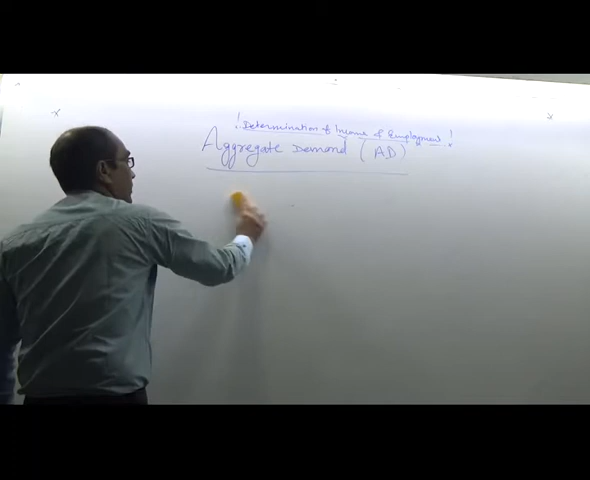 ! Determination of Income & Employment !
Aggregate Demand (AD)